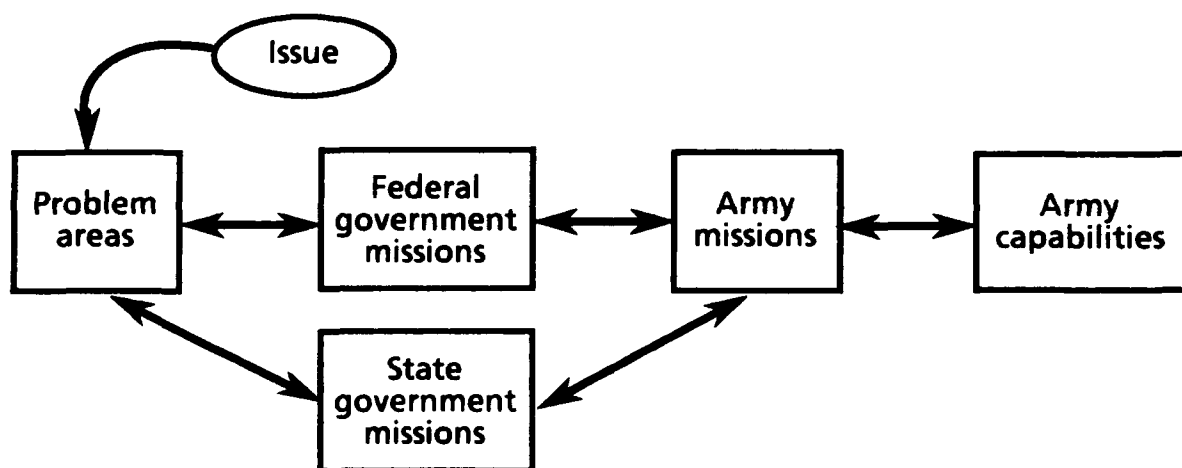 Issue
Problem
areas
Federal
government
missions
Army
missions
Army
capabilities
State
government
missions